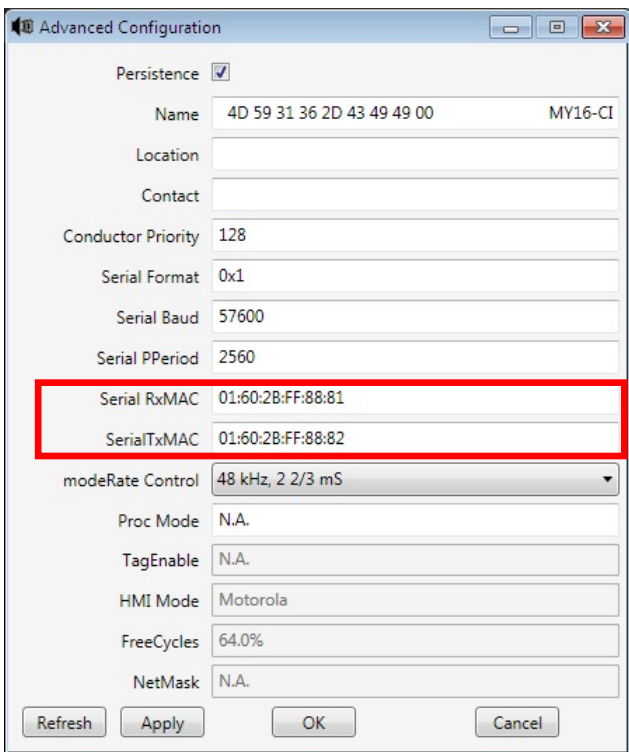 Advanced Configuration
Persistence
Name 4D 59 31 36 2D 43 49 49 00 MY16-CI
Location
Contact
Conductor Priority 128
Serial Format 0x1
Serial Baud 57600
Serial PPeriod 2560
Serial RxMAC 01:60:2B:FF:88:81
SerialTxMAC 01:60:2B:FF:88:82
modeRate Control 48 kHz, 2 2/3 mS
Proc Mode N.A.
TagEnable N.A.
HMI Mode Motorola
FreeCycles 64.0%
NetMask N.A.
Refresh Apply OK Cancel